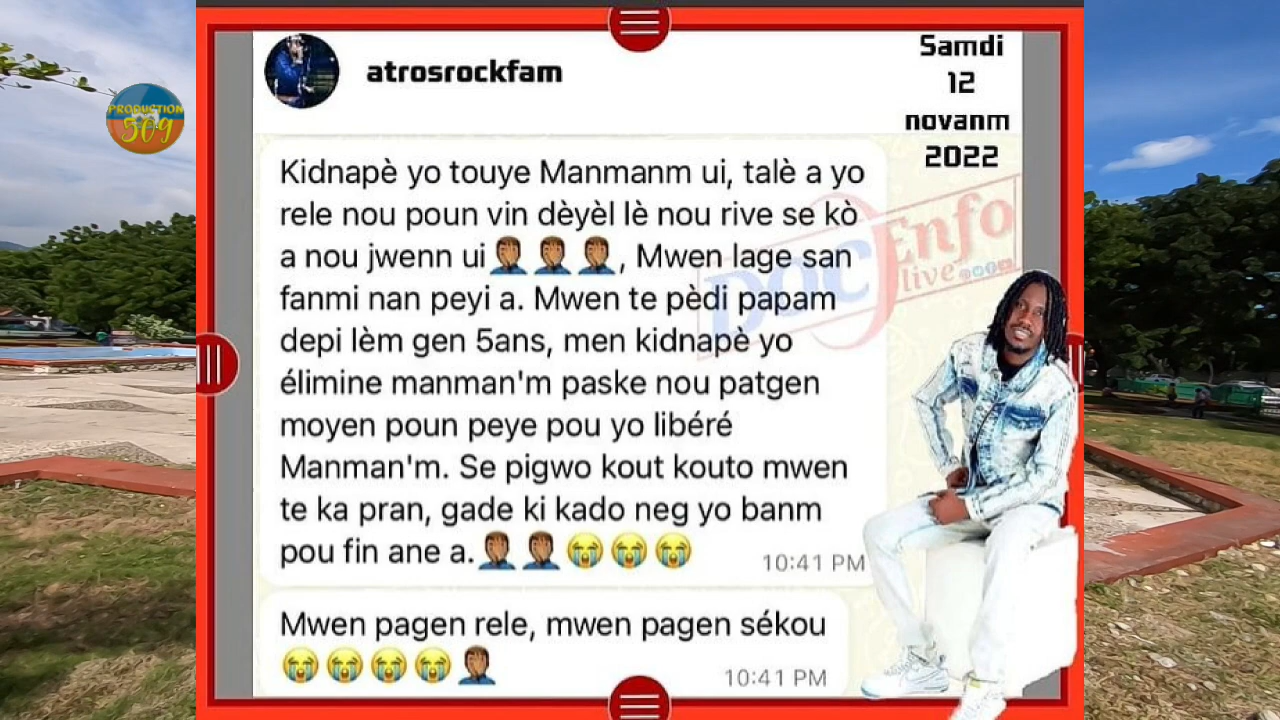 PRODUCTION
509
atrosrockfam
Samdi
12
novanm
2022
Kidnapè yo touye Manmanm ui, talè a yo
rele nou poun vin dèyèl lè nou rive se kò
a nou jwenn ui🤦🏾‍♂️🤦🏾‍♂️🤦🏾‍♂️, Mwen lage san
fanmi nan peyi a. Mwen te pèdi papam
depi lèm gen 5ans, men kidnapè yo
élimine manman'm paske nou patgen
moyen poun peye pou yo libéré
Manman'm. Se pigwo kout kouto mwen
te ka pran, gade ki kado neg yo banm
pou fin ane a.🤦🏾‍♂️🤦🏾‍♂️😭😭😭
10:41 PM
Mwen pagen rele, mwen pagen sékou
😭😭😭😭🤦🏾‍♂️
10:41 PM
DOC Enfo
live